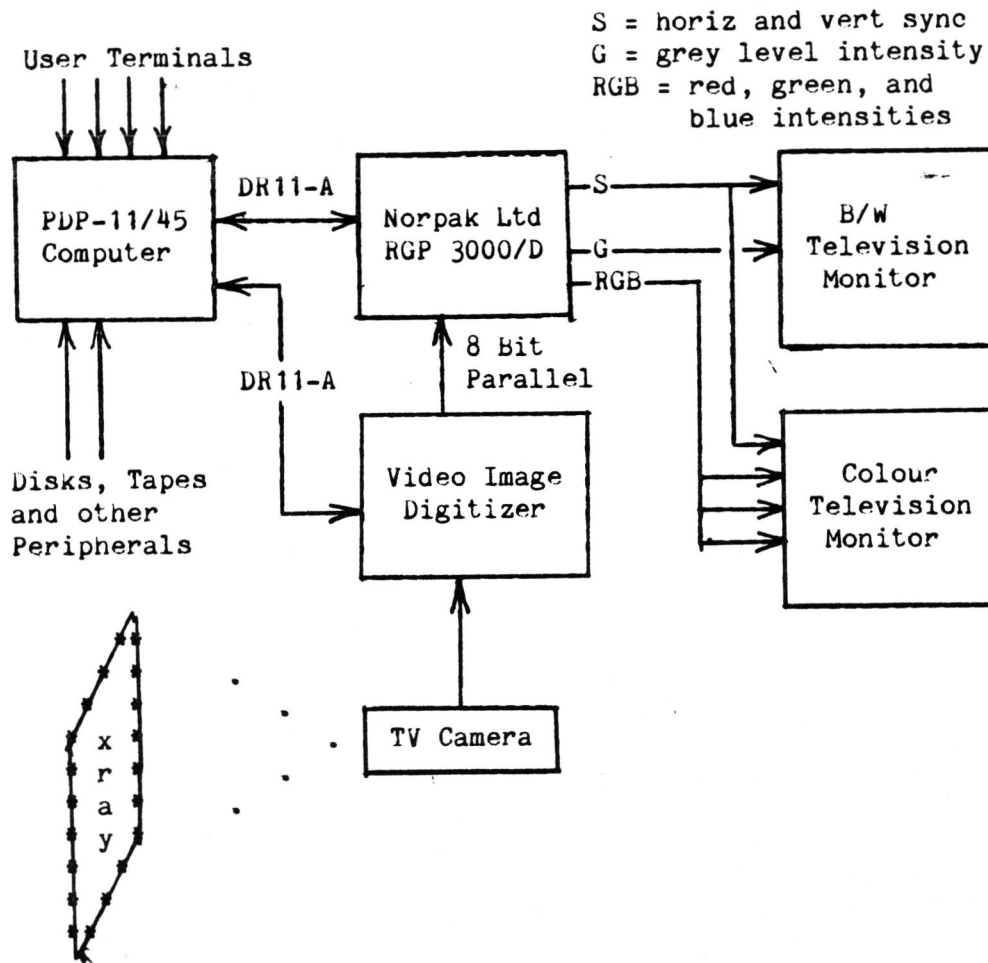 S = horiz and vert sync
G = grey level intensity
RGB = red, green, and
blue intensities
User Terminals
PDP-11/45
Computer
DR11-A
Norpak Ltd
RGP 3000/D
S
G
RGB
B/W
Television
Monitor
DR11-A
8 Bit
Parallel
Disks, Tapes
and other
Peripherals
Video Image
Digitizer
Colour
Television
Monitor
TV Camera
x
r
a
y